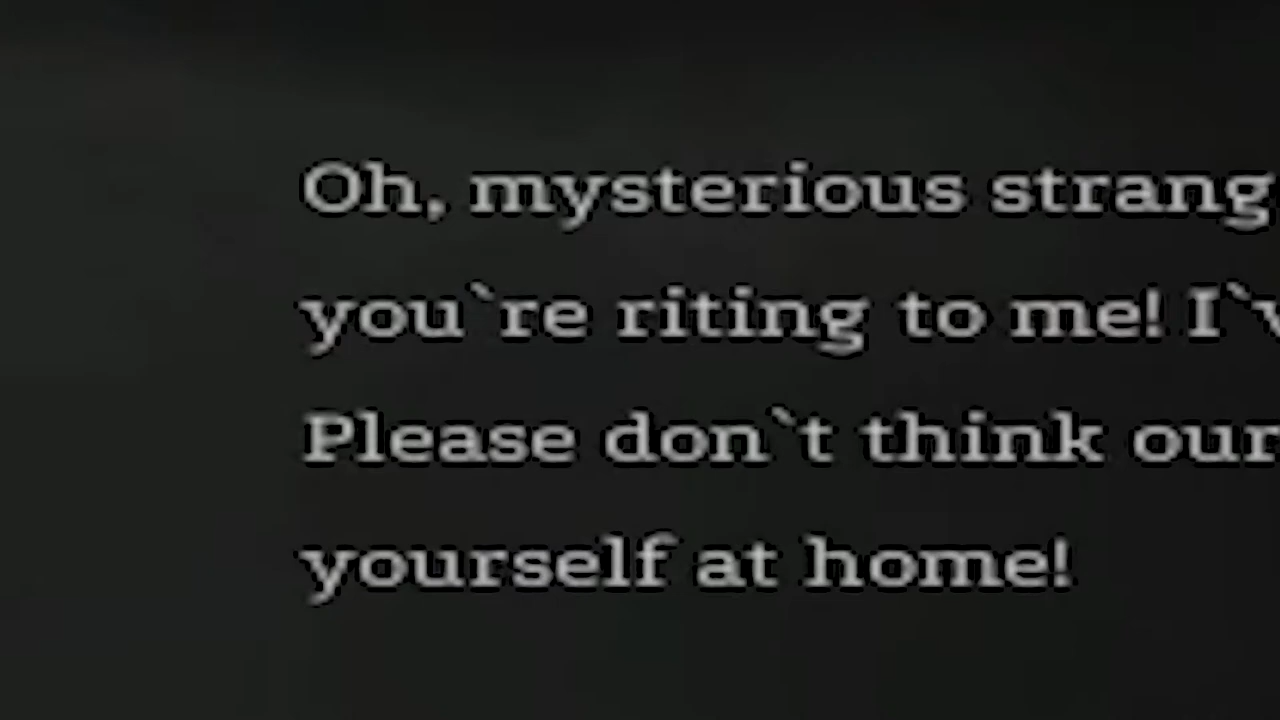 Oh, mysterious strang
you`re riting to me! I`v
Please don`t think our
yourself at home!